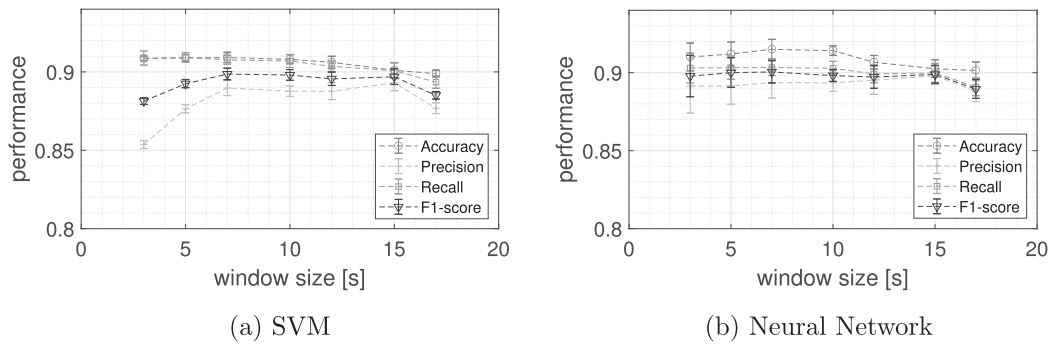 0.9
0.85
0.8
performance
0
5
10
15
20
window size [s]
Accuracy
Precision
Recall
F1-score
(a) SVM
0.9
0.85
0.8
performance
0
5
10
15
20
window size [s]
Accuracy
Precision
Recall
F1-score
(b) Neural Network